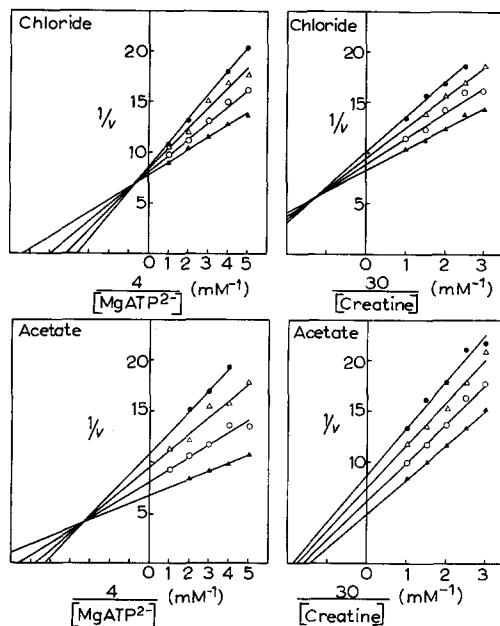 Chloride
20
15
1/v
10
5
0 1 2 3 4 5
4/[MgATP²⁻] (mM⁻¹)
Chloride
20
15
1/v
10
5
0 1 2 3
30/[Creatine] (mM⁻¹)
Acetate
20
15
1/v
10
5
0 1 2 3 4 5
4/[MgATP²⁻] (mM⁻¹)
Acetate
20
15
1/v
10
5
0 1 2 3
30/[Creatine] (mM⁻¹)